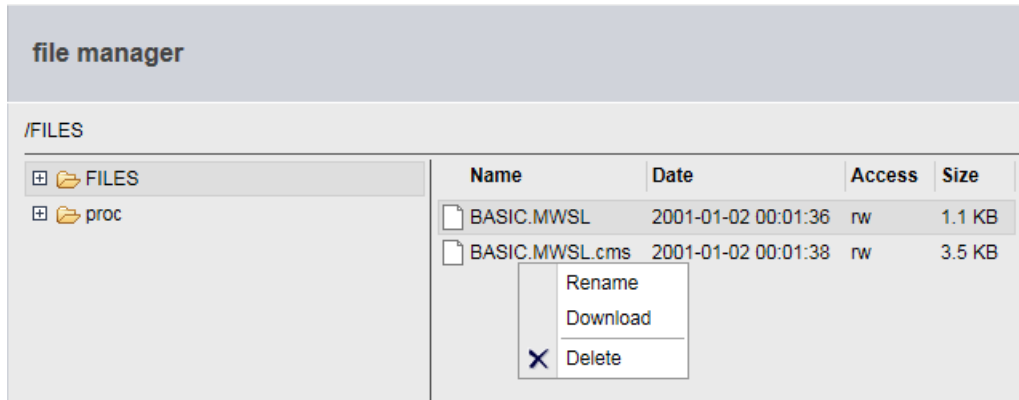 file manager
/FILES
FILES
proc
Name Date Access Size
BASIC.MWSL 2001-01-02 00:01:36 rw 1.1 KB
BASIC.MWSL.cms 2001-01-02 00:01:38 rw 3.5 KB
Rename
Download
Delete